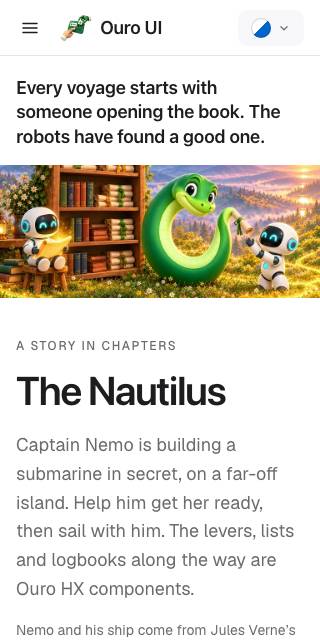 Ouro UI
Every voyage starts with
someone opening the book. The
robots have found a good one.
A STORY IN CHAPTERS
The Nautilus
Captain Nemo is building a
submarine in secret, on a far-off
island. Help him get her ready,
then sail with him. The levers, lists
and logbooks along the way are
Ouro HX components.
Nemo and his ship come from Jules Verne's